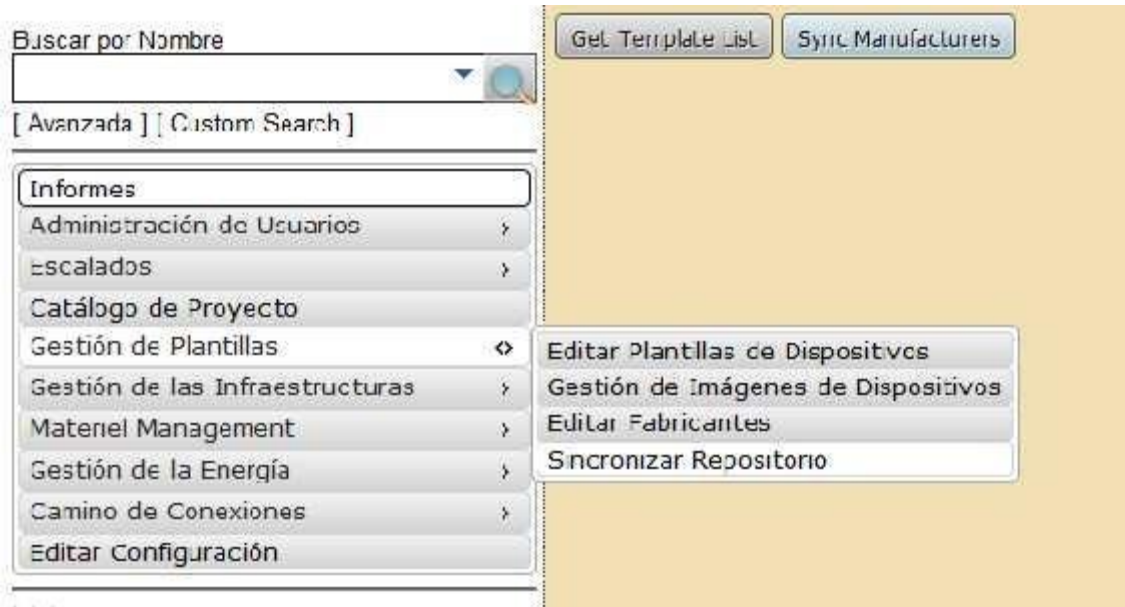 Buscar por Nombre
Get Template List
Sync Manufacturers
[ Avanzada ] [ Custom Search ]
Informes
Administración de Usuarios
Escalados
Catálogo de Proyecto
Gestión de Plantillas
Editar Plantillas de Dispositivos
Gestión de Imágenes de Dispositivos
Editar Fabricantes
Sincronizar Repositorio
Gestión de las Infraestructuras
Materiel Management
Gestión de la Energía
Camino de Conexiones
Editar Configuración